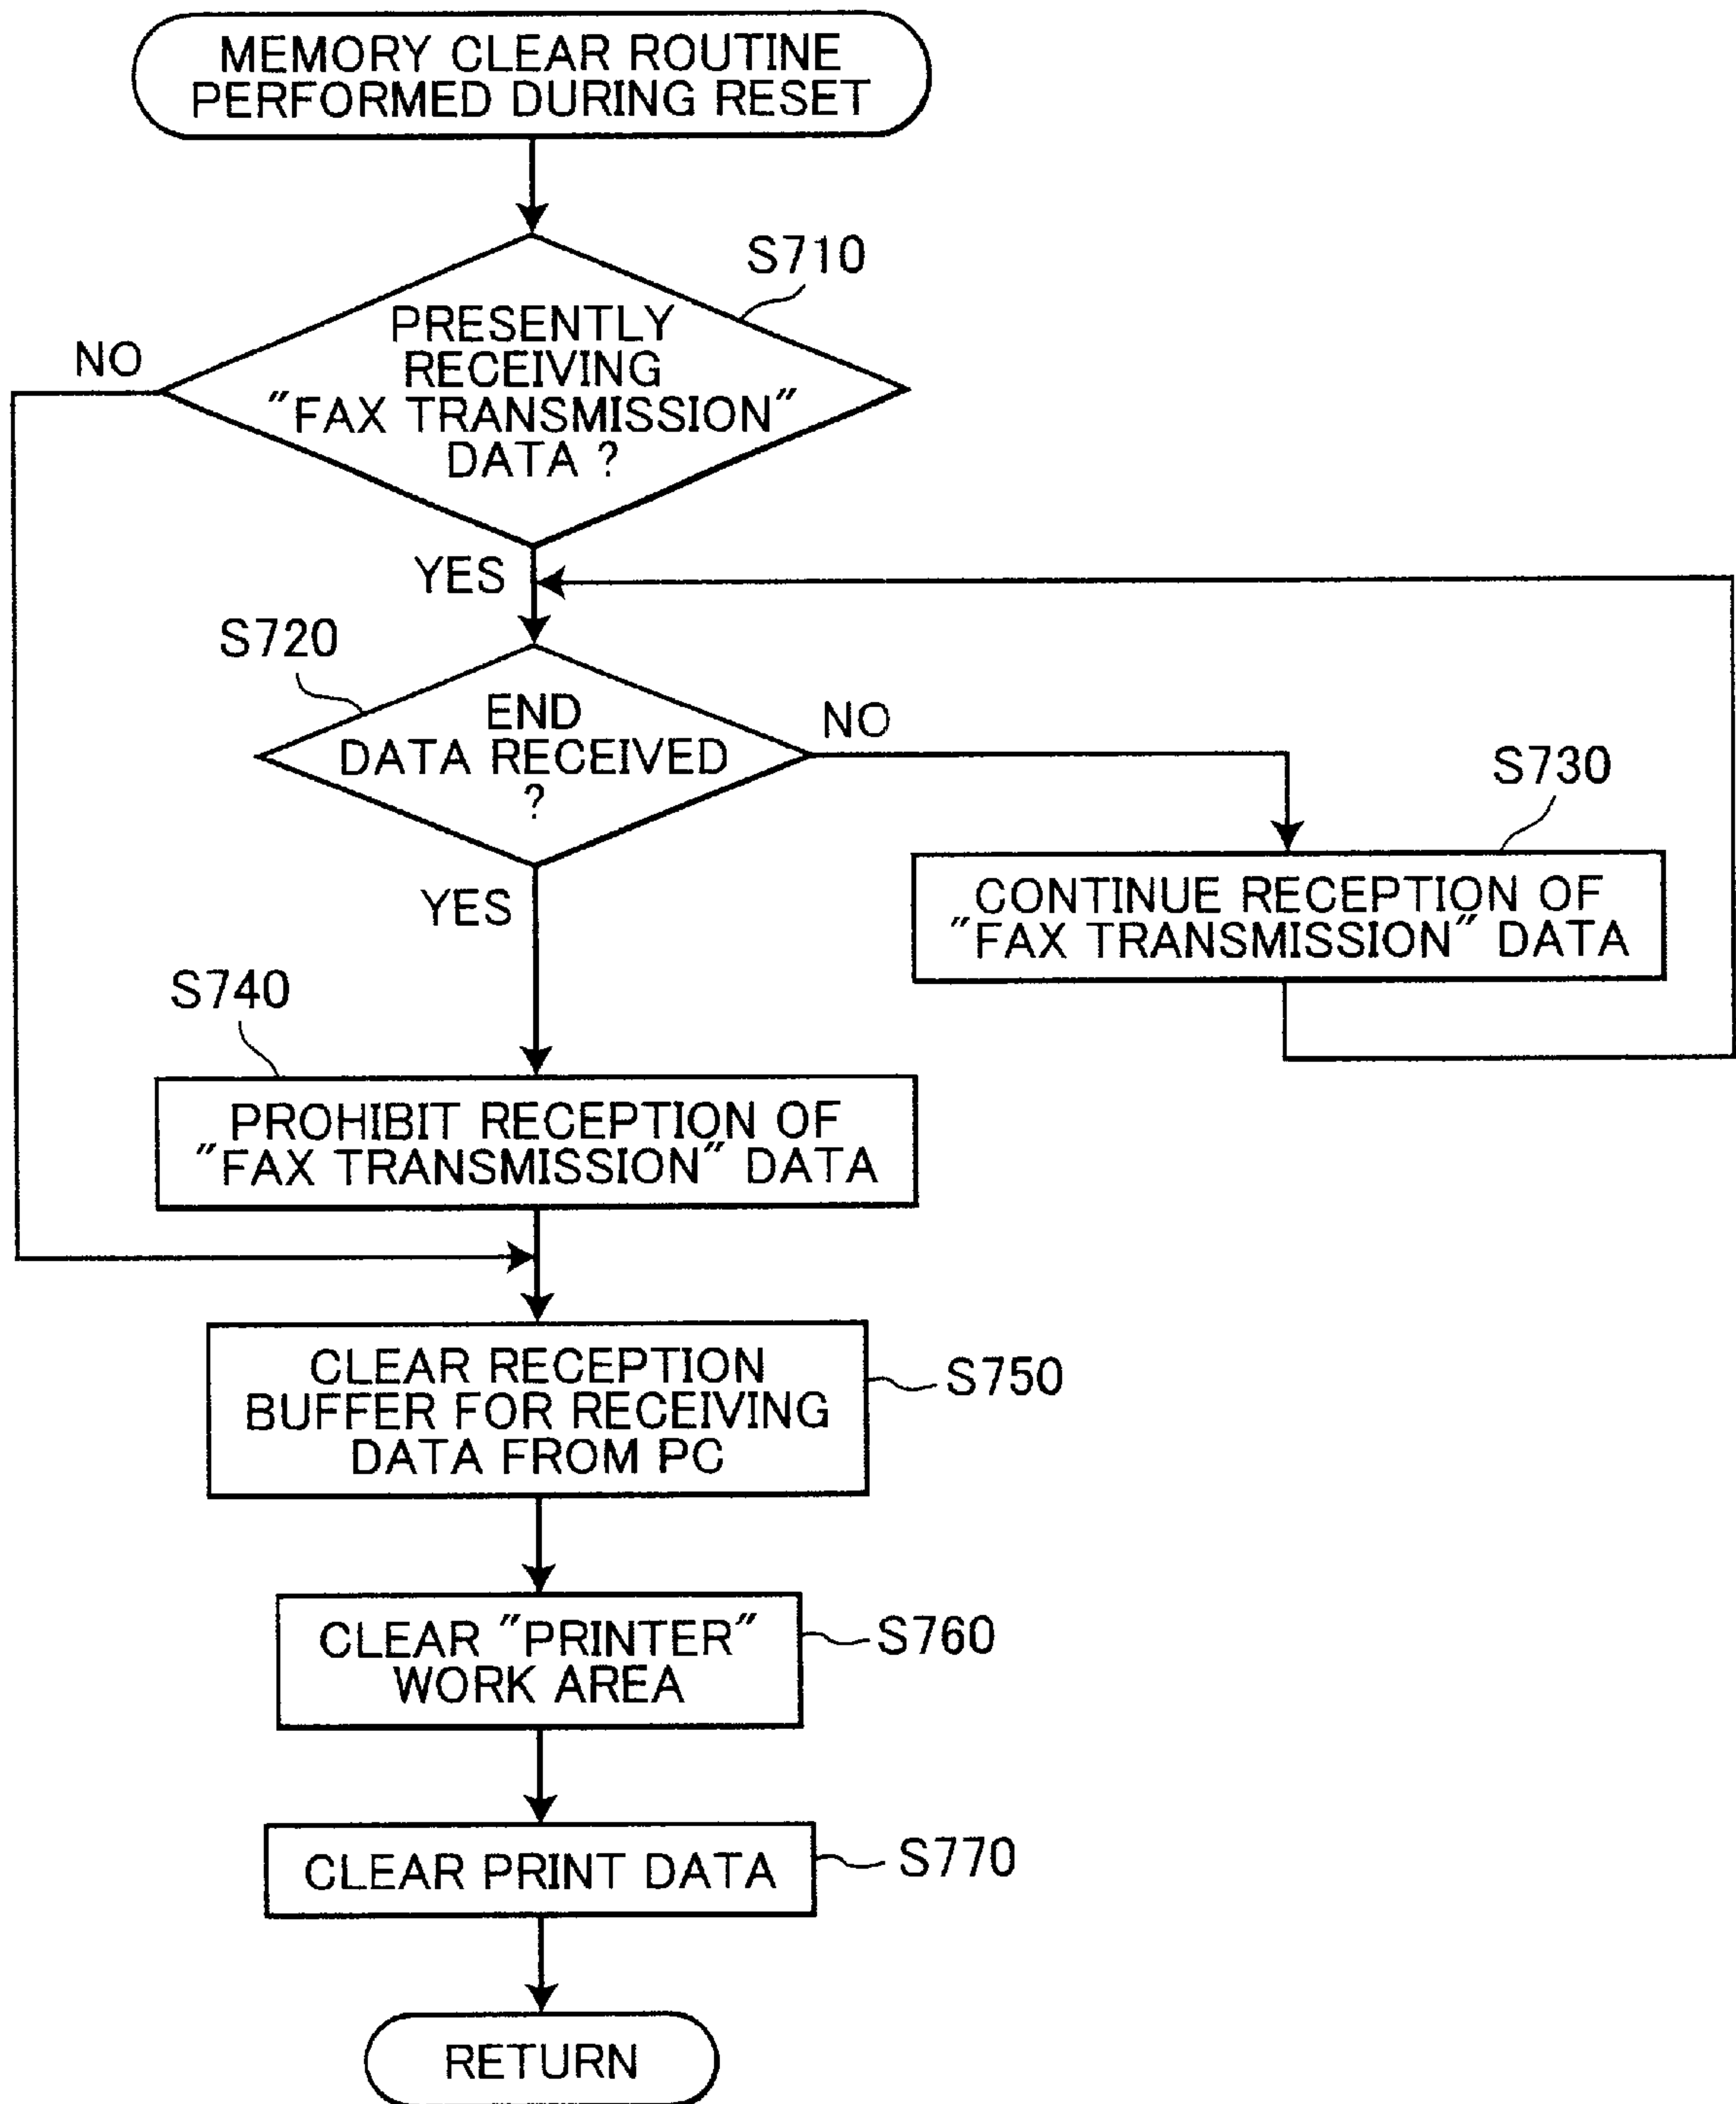 MEMORY CLEAR ROUTINE
PERFORMED DURING RESET
S710
PRESENTLY
RECEIVING
"FAX TRANSMISSION"
DATA ?
NO
YES
S720
END
DATA RECEIVED
?
NO
S730
CONTINUE RECEPTION OF
"FAX TRANSMISSION" DATA
YES
S740
PROHIBIT RECEPTION OF
"FAX TRANSMISSION" DATA
CLEAR RECEPTION
BUFFER FOR RECEIVING
DATA FROM PC
S750
CLEAR "PRINTER"
WORK AREA
S760
CLEAR PRINT DATA
S770
RETURN